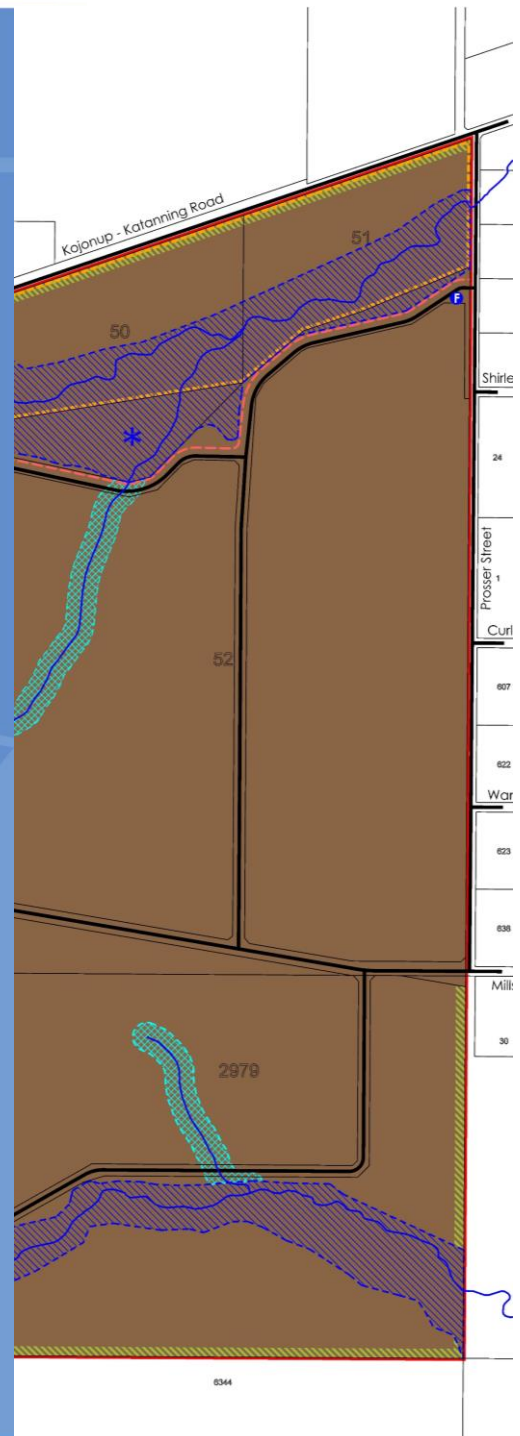 Kojonup - Katanning Road
51
50
F
Shirle
24
Prosser Street
1
Curl
52
607
622
War
623
638
Mills
30
2979
6344